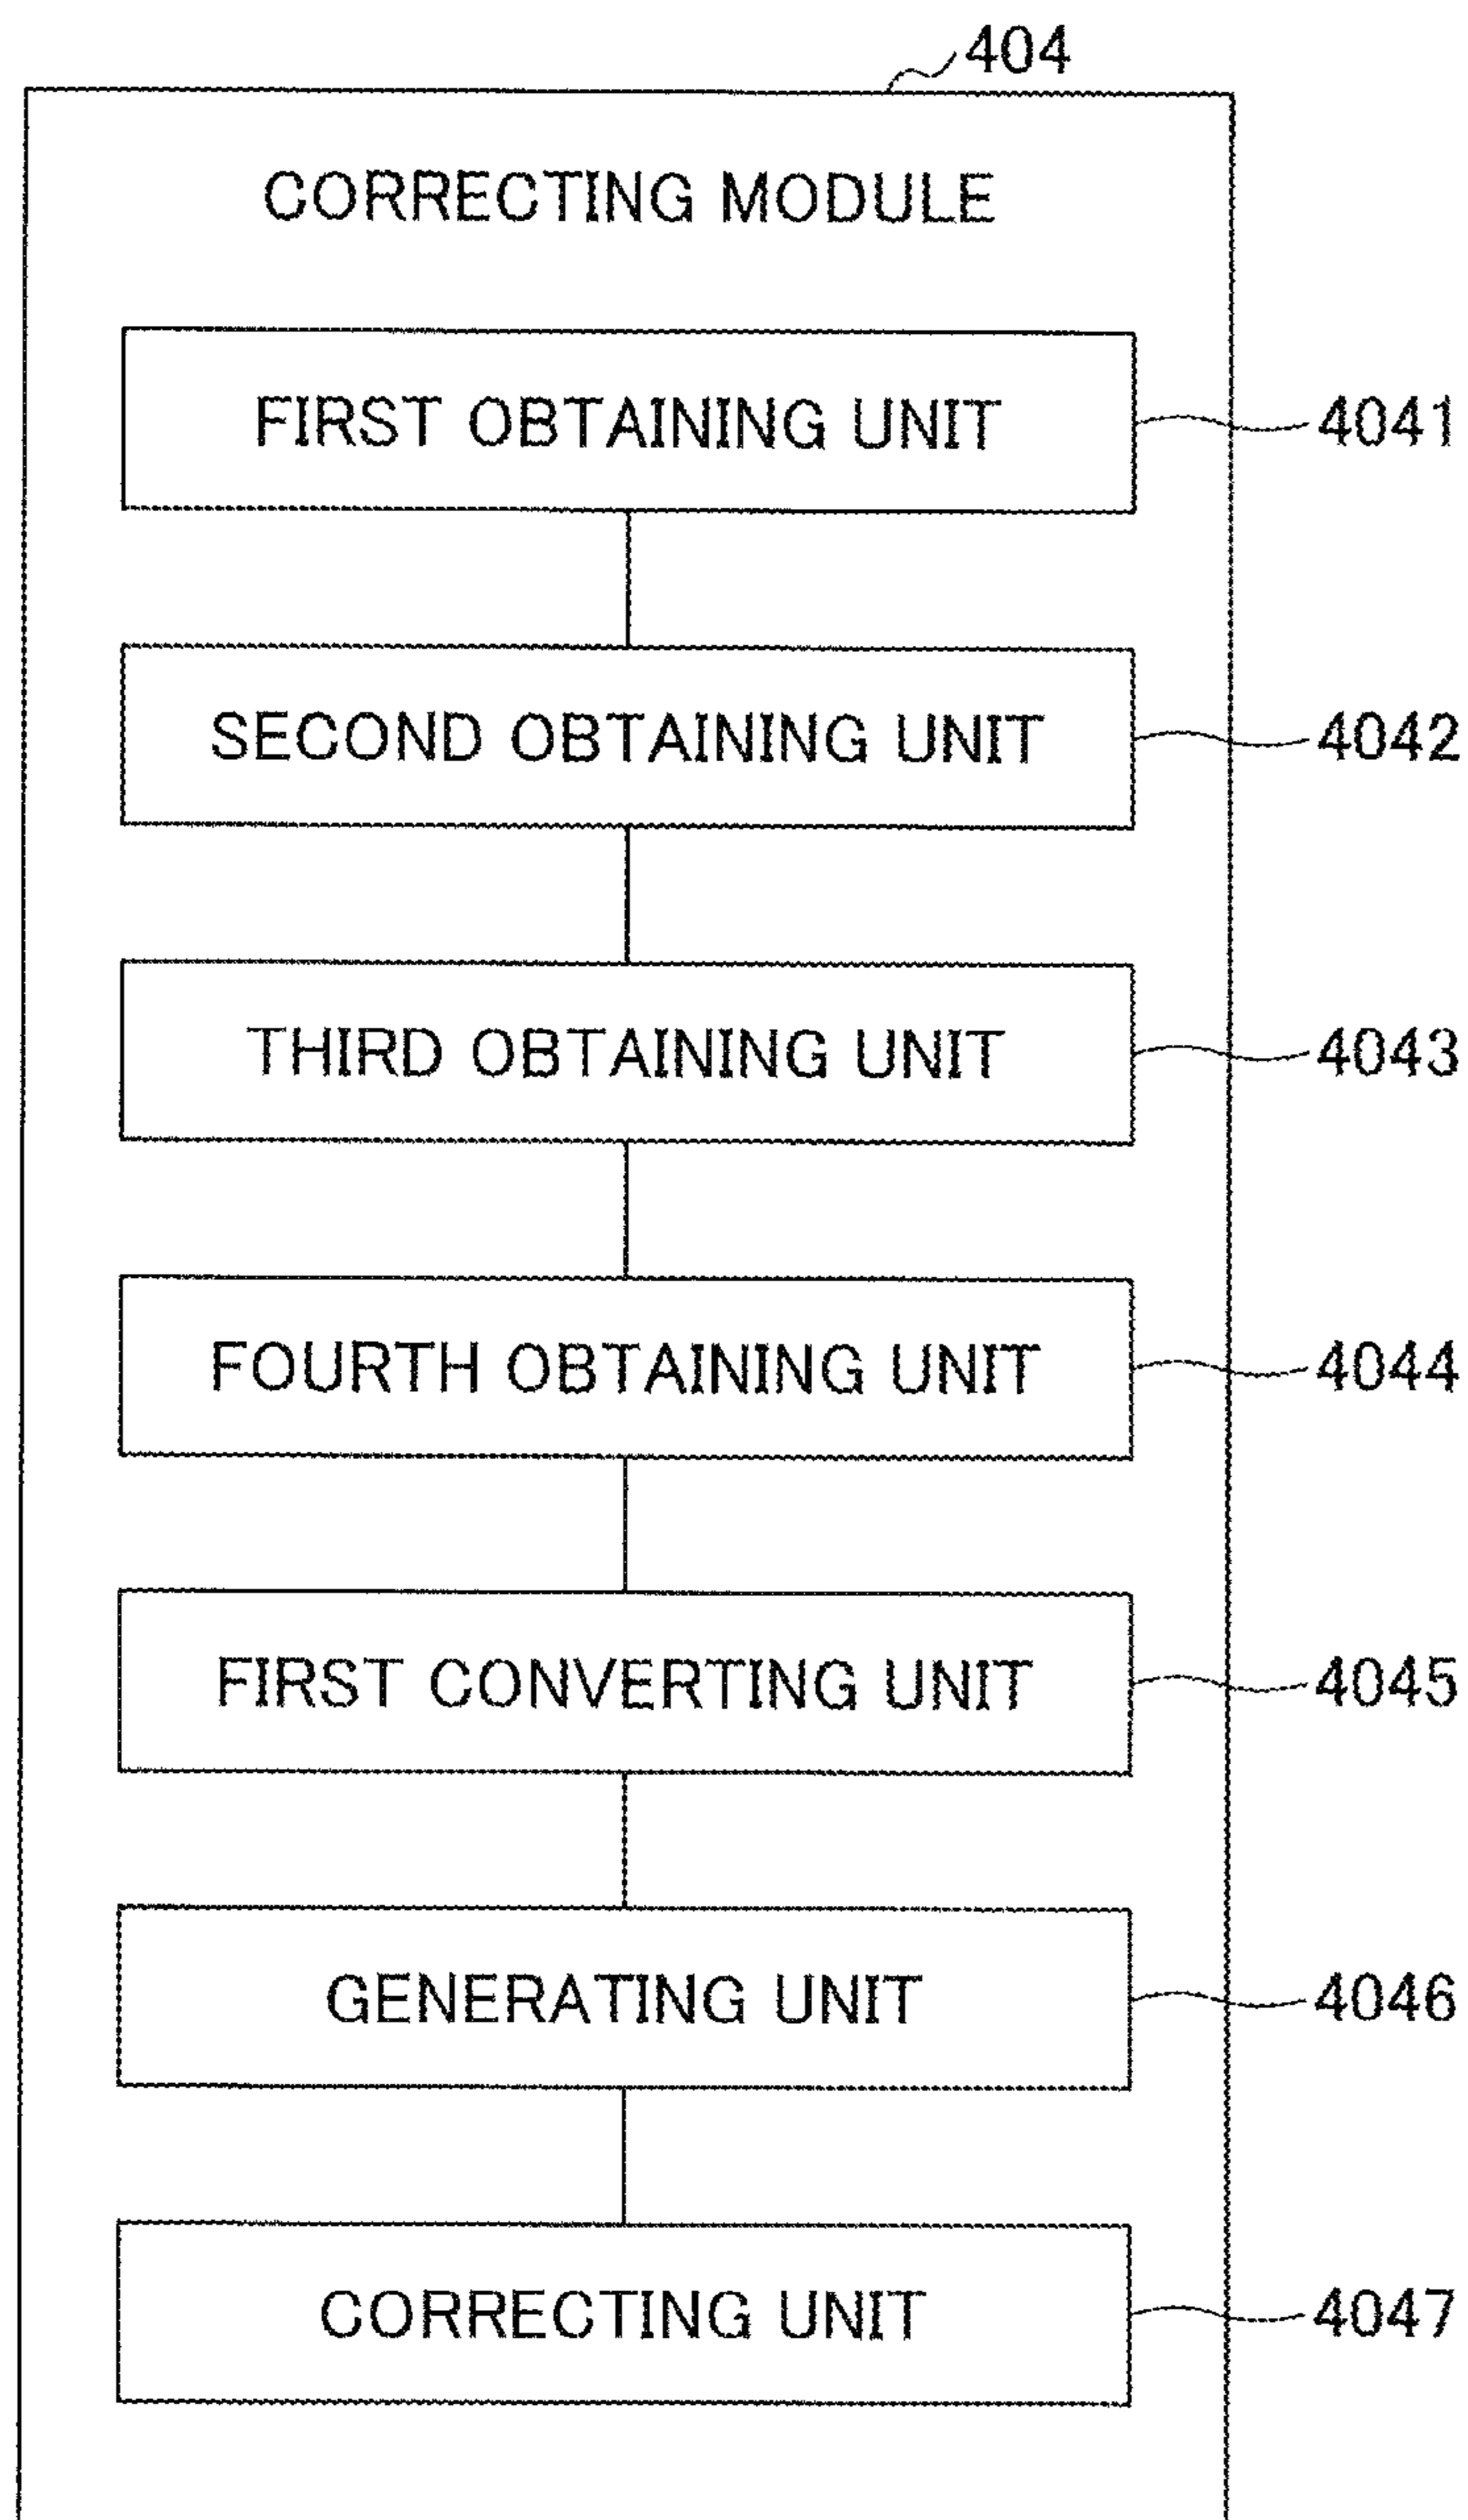 404
CORRECTING MODULE
FIRST OBTAINING UNIT
4041
SECOND OBTAINING UNIT
4042
THIRD OBTAINING UNIT
4043
FOURTH OBTAINING UNIT
4044
FIRST CONVERTING UNIT
4045
GENERATING UNIT
4046
CORRECTING UNIT
4047